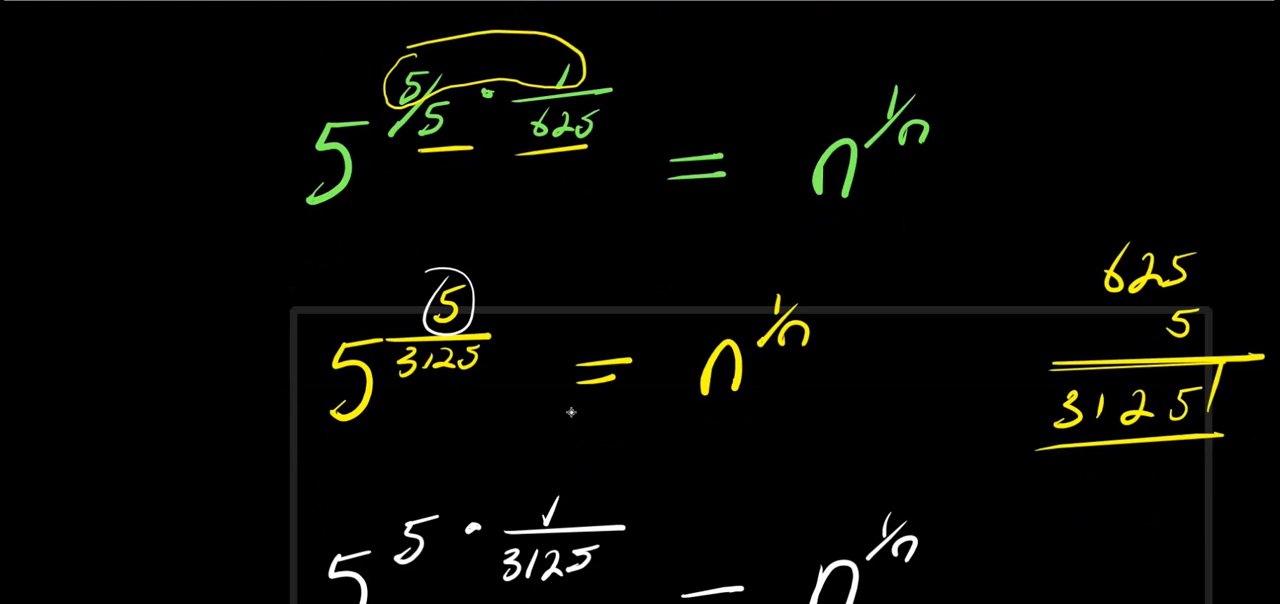 5^(5/5 · 1/625) = n^(1/n)
625
5
3125
5^(5/3125) = n^(1/n)
5^(5 · 1/3125) = n^(1/n)